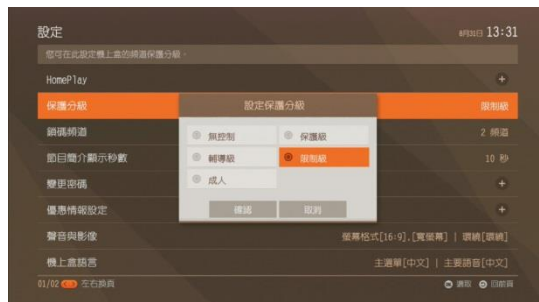 設定
8月31日 13:31
您可在此設定機上盒的頻道保護分級。
HomePlay
保護分級 限制級
設定保護分級
無控制 保護級
輔導級 限制級
成人
確認 取消
鎖碼頻道 2 頻道
節目簡介顯示秒數 10 秒
變更密碼
優惠情報設定
聲音與影像 螢幕格式[16:9],[寬螢幕] | 環繞[環繞]
機上盒語言 主選單[中文] | 主要語音[中文]
01/02 左右換頁 選取 回前頁